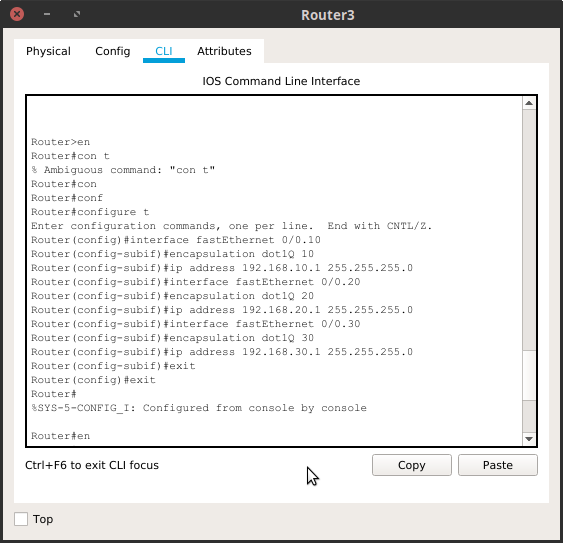 Router3
Physical Config CLI Attributes
IOS Command Line Interface
Router>en
Router#con t
% Ambiguous command: "con t"
Router#con
Router#conf
Router#configure t
Enter configuration commands, one per line.  End with CNTL/Z.
Router(config)#interface fastEthernet 0/0.10
Router(config-subif)#encapsulation dot1Q 10
Router(config-subif)#ip address 192.168.10.1 255.255.255.0
Router(config-subif)#interface fastEthernet 0/0.20
Router(config-subif)#encapsulation dot1Q 20
Router(config-subif)#ip address 192.168.20.1 255.255.255.0
Router(config-subif)#interface fastEthernet 0/0.30
Router(config-subif)#encapsulation dot1Q 30
Router(config-subif)#ip address 192.168.30.1 255.255.255.0
Router(config-subif)#exit
Router(config)#exit
Router#
%SYS-5-CONFIG_I: Configured from console by console
Router#en
Ctrl+F6 to exit CLI focus
Copy Paste
Top